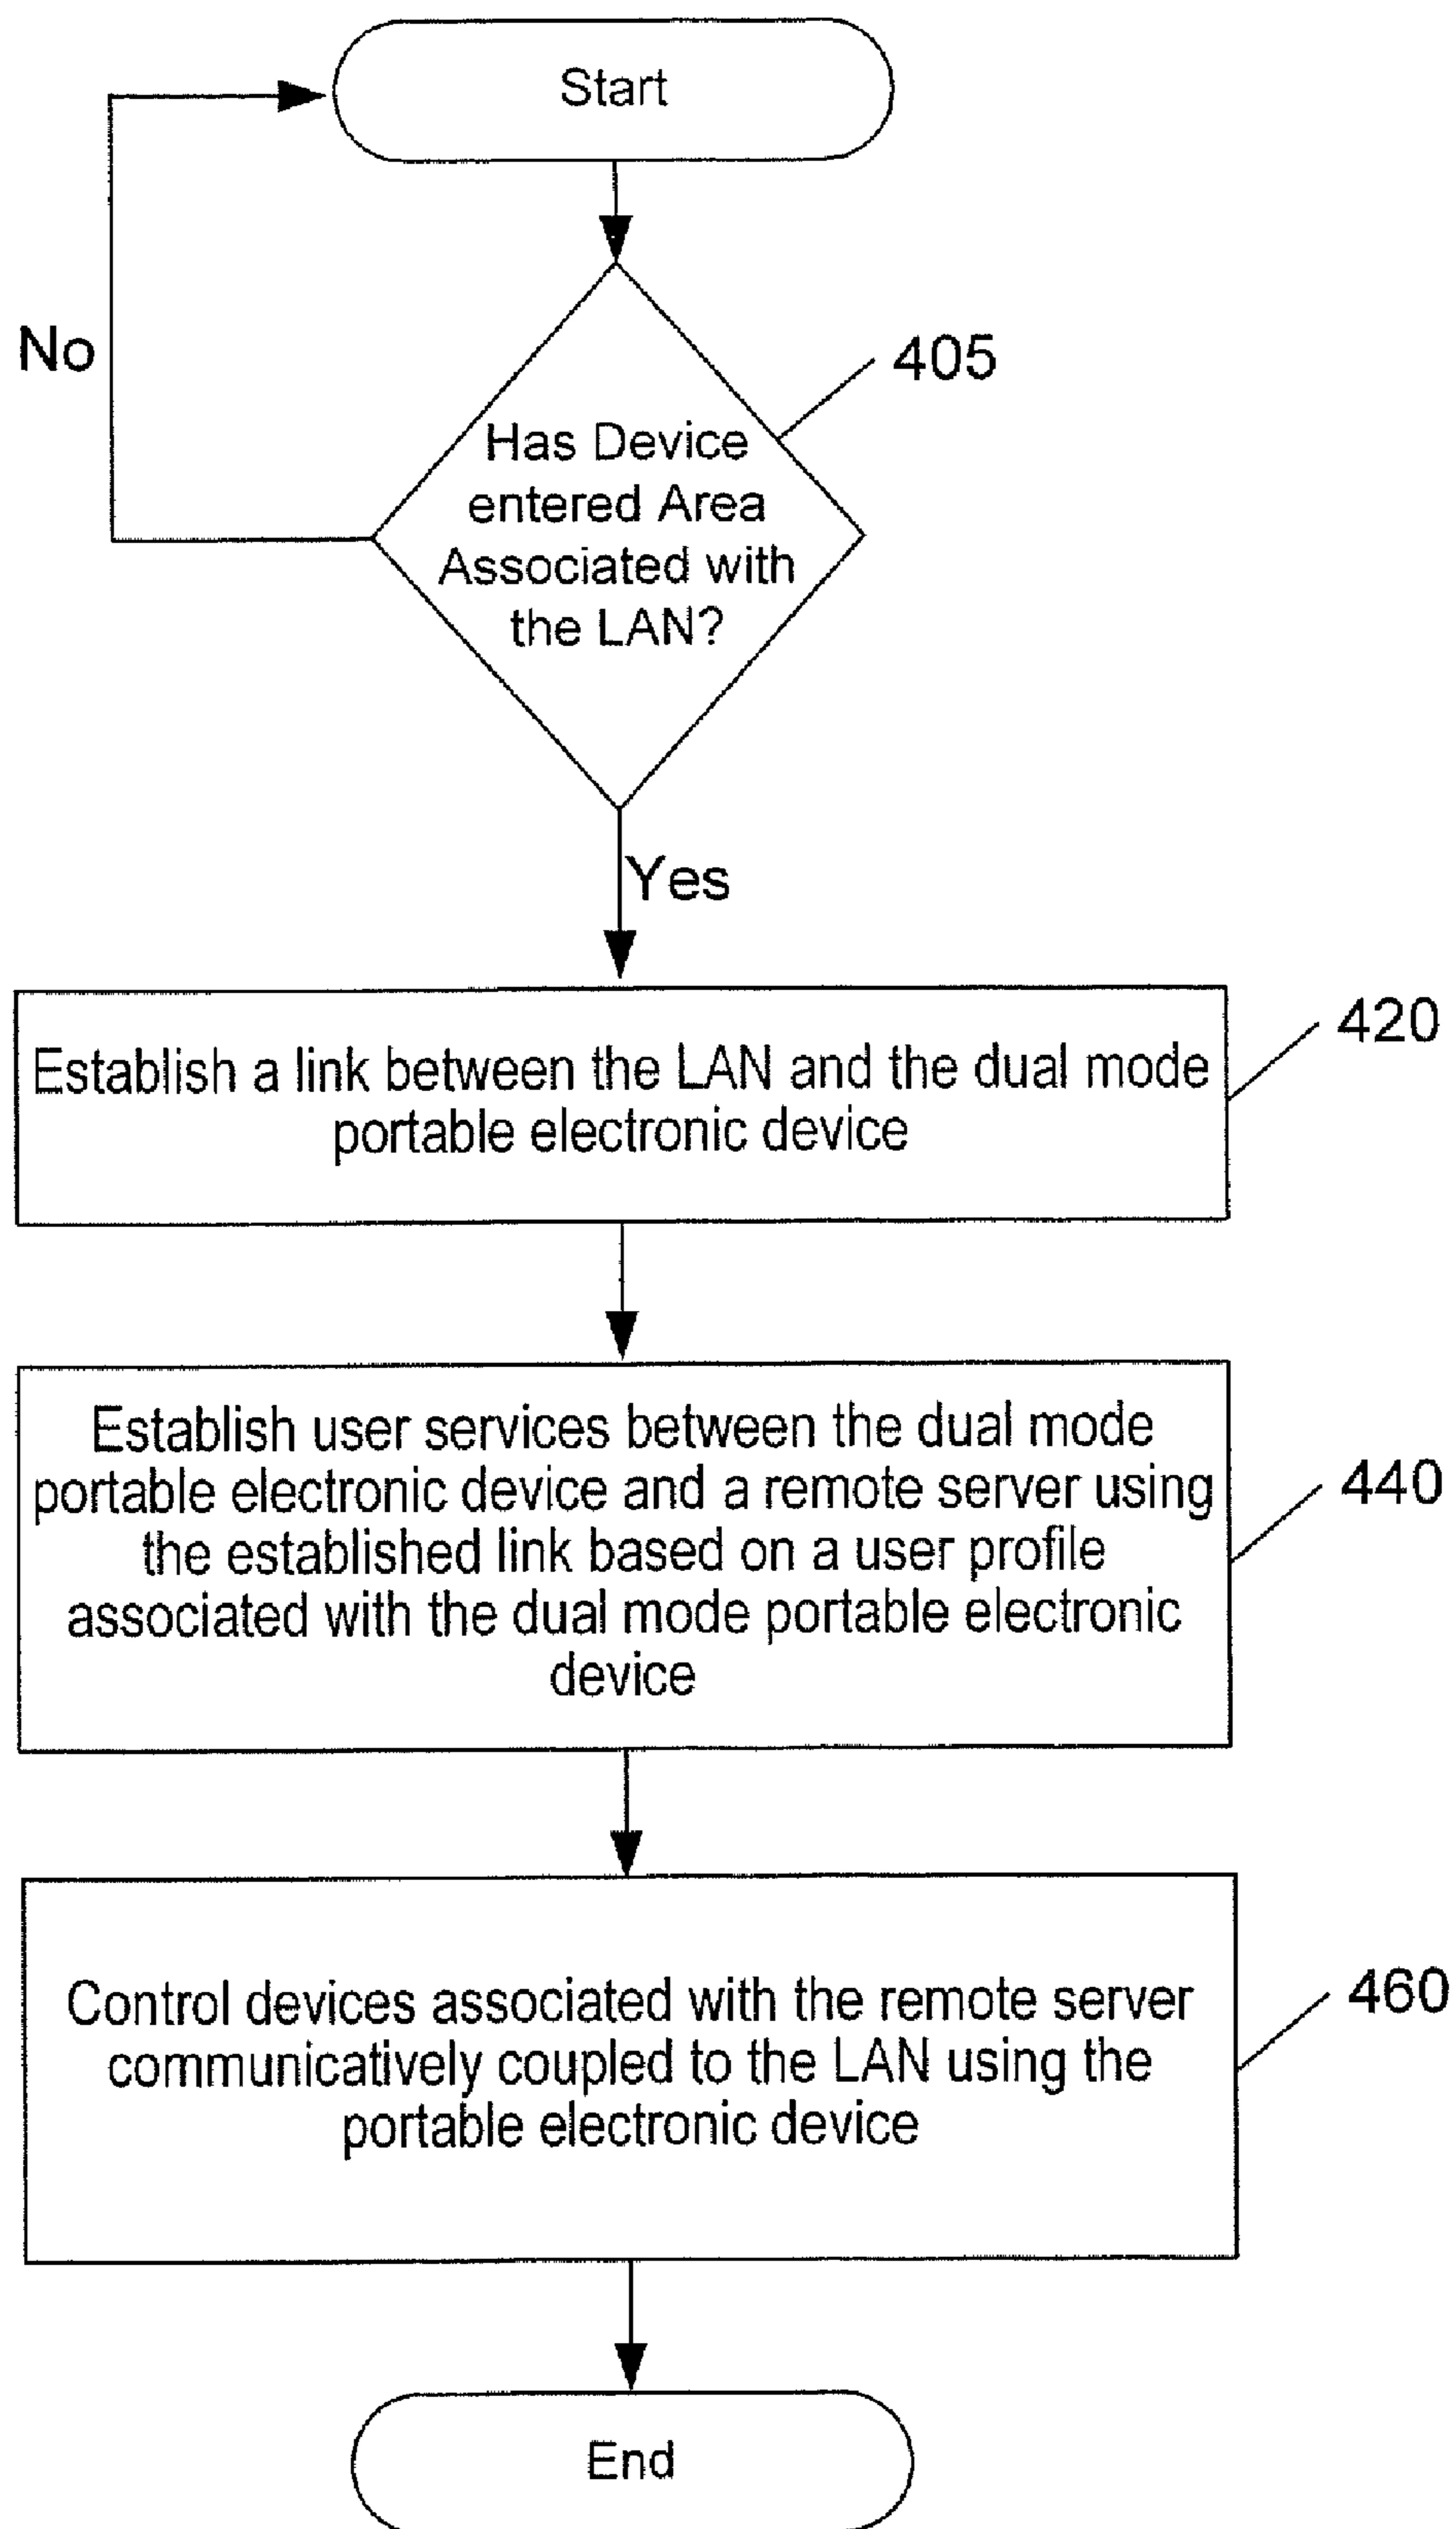 Start
No
405
Has Device
entered Area
Associated with
the LAN?
Yes
420
Establish a link between the LAN and the dual mode
portable electronic device
Establish user services between the dual mode
portable electronic device and a remote server using
the established link based on a user profile
associated with the dual mode portable electronic
device
440
Control devices associated with the remote server
communicatively coupled to the LAN using the
portable electronic device
460
End